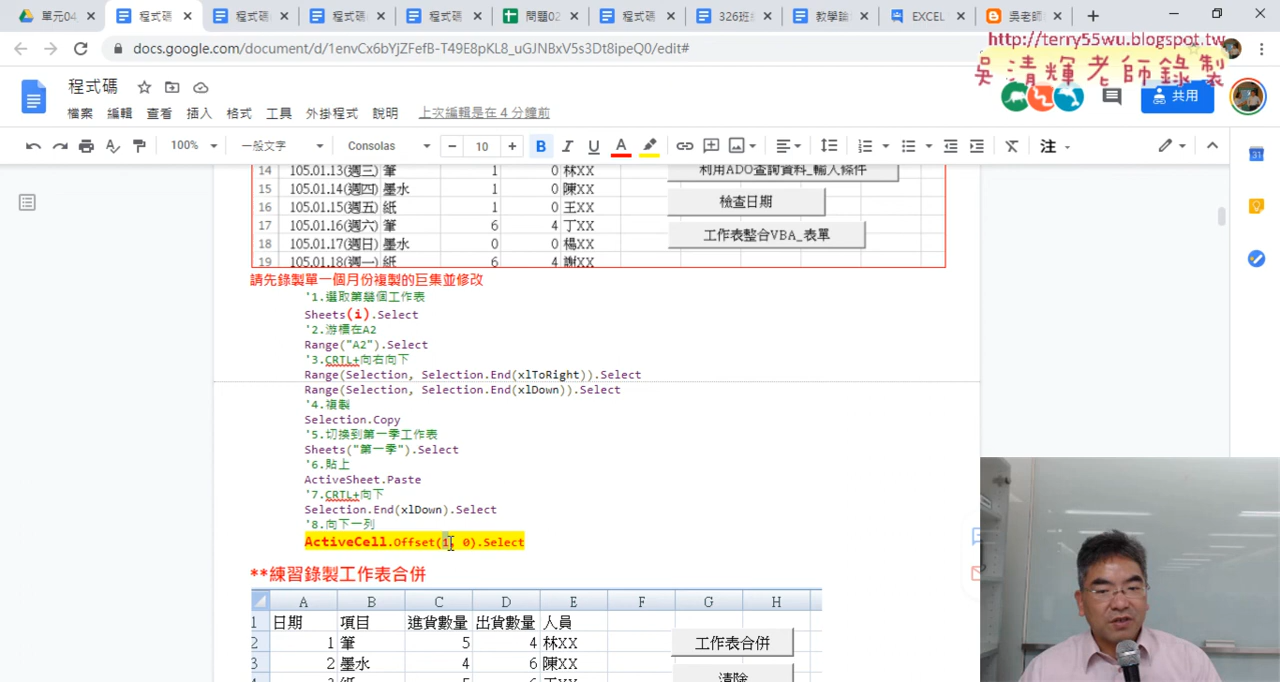 單元04
程式碼
程式碼
程式碼
程式碼
問題02
程式碼
326班
教學論
EXCEL
吳老師
docs.google.com/document/d/1envCx6bYjZFefB-T49E8pKL8_uGJNBxV5s3Dt8ipeQ0/edit#
http://terry55wu.blogspot.tw
吳清輝老師錄製
程式碼
檔案 編輯 查看 插入 格式 工具 外掛程式 說明 上次編輯是在 4 分鐘前
共用
100% 一般文字 Consolas 10 B I U A 注
14 105.01.13(週三) 筆 1 0 林XX 利用ADO查詢資料_輸入條件
15 105.01.14(週四) 墨水 1 0 陳XX
16 105.01.15(週五) 紙 1 0 王XX 檢查日期
17 105.01.16(週六) 筆 6 4 丁XX
18 105.01.17(週日) 墨水 0 0 楊XX 工作表整合VBA_表單
19 105.01.18(週一) 紙 6 4 謝XX
請先錄製單一個月份複製的巨集並修改
'1.選取第幾個工作表
Sheets(i).Select
'2.游標在A2
Range("A2").Select
'3.CRTL+向右向下
Range(Selection, Selection.End(xlToRight)).Select
Range(Selection, Selection.End(xlDown)).Select
'4.複製
Selection.Copy
'5.切換到第一季工作表
Sheets("第一季").Select
'6.貼上
ActiveSheet.Paste
'7.CRTL+向下
Selection.End(xlDown).Select
'8.向下一列
ActiveCell.Offset(1, 0).Select
**練習錄製工作表合併
A B C D E F G H
1 日期 項目 進貨數量 出貨數量 人員
2 1 筆 5 4 林XX 工作表合併
3 2 墨水 4 6 陳XX
清除